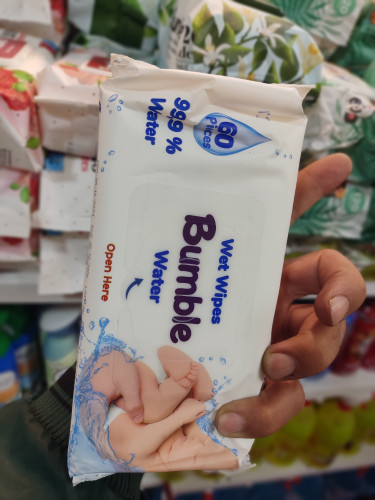 60
Pieces
99.9 %
Water
Wet Wipes
Bumble
Water
Open Here